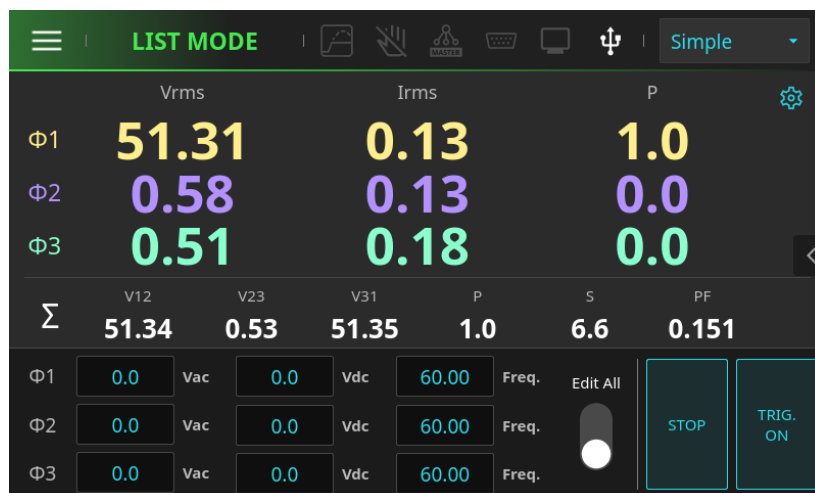 LIST MODE MASTER Simple
Vrms Irms P
Φ1 51.31 0.13 1.0
Φ2 0.58 0.13 0.0
Φ3 0.51 0.18 0.0
V12 V23 V31 P S PF
Σ 51.34 0.53 51.35 1.0 6.6 0.151
Φ1 0.0 Vac 0.0 Vdc 60.00 Freq. Edit All
Φ2 0.0 Vac 0.0 Vdc 60.00 Freq. STOP TRIG. ON
Φ3 0.0 Vac 0.0 Vdc 60.00 Freq.